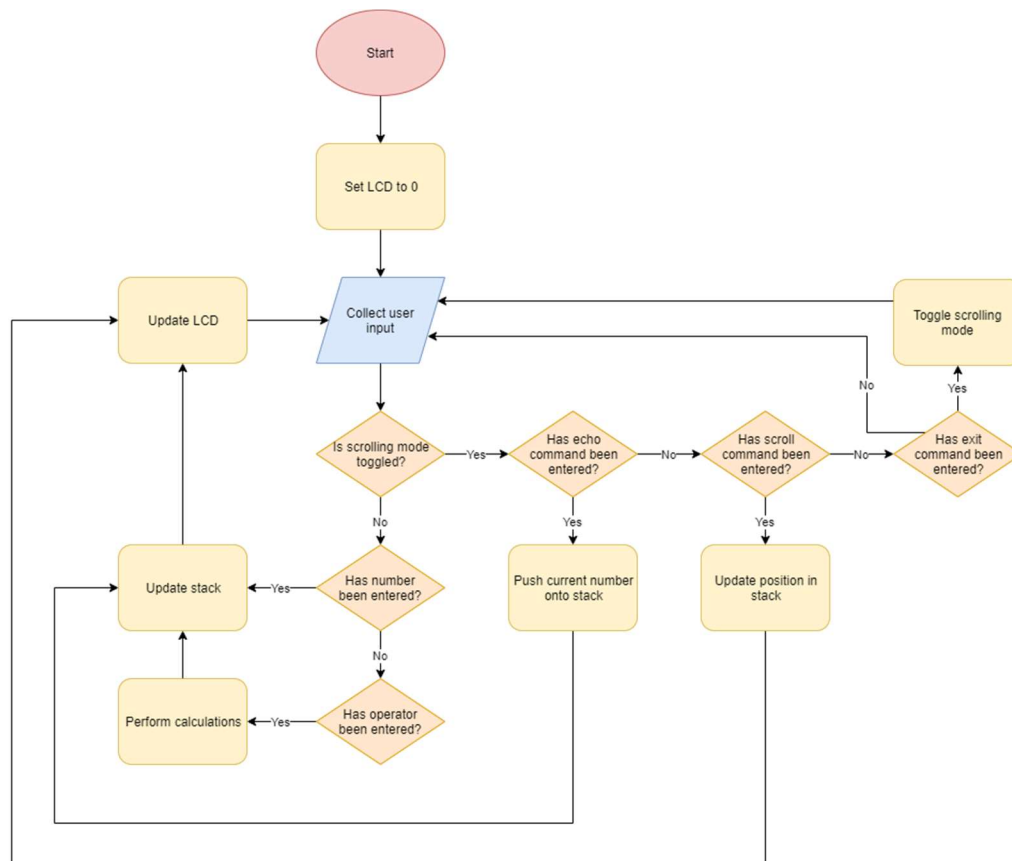 Start
Set LCD to 0
Update LCD
Collect user
input
Toggle scrolling
mode
No
Yes
Is scrolling mode
toggled?
Yes
Has echo
command been
entered?
No
Has scroll
command been
entered?
No
Has exit
command been
entered?
No
Yes
Yes
Update stack
Yes
Has number
been entered?
Push current number
onto stack
Update position in
stack
No
Perform calculations
Yes
Has operator
been entered?